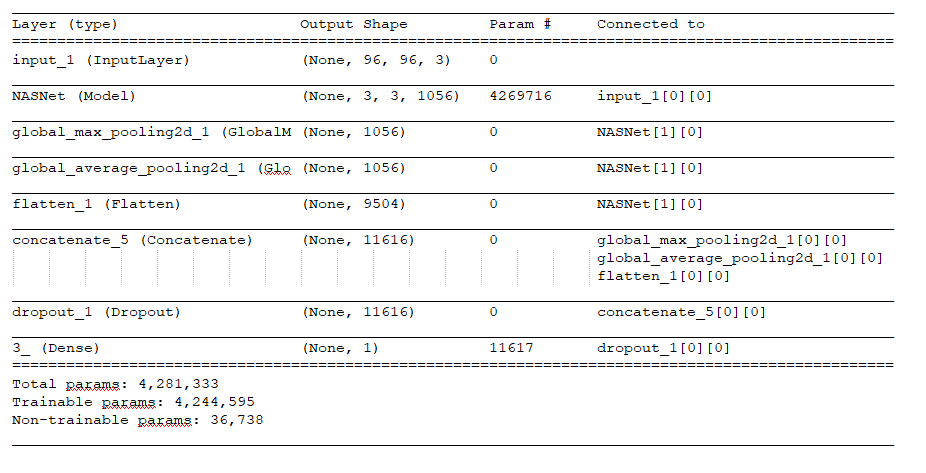 Layer (type) Output Shape Param # Connected to
input_1 (InputLayer) (None, 96, 96, 3) 0
NASNet (Model) (None, 3, 3, 1056) 4269716 input_1[0][0]
global_max_pooling2d_1 (GlobalM (None, 1056) 0 NASNet[1][0]
global_average_pooling2d_1 (Glo (None, 1056) 0 NASNet[1][0]
flatten_1 (Flatten) (None, 9504) 0 NASNet[1][0]
concatenate_5 (Concatenate) (None, 11616) 0 global_max_pooling2d_1[0][0]
global_average_pooling2d_1[0][0]
flatten_1[0][0]
dropout_1 (Dropout) (None, 11616) 0 concatenate_5[0][0]
3_ (Dense) (None, 1) 11617 dropout_1[0][0]
Total params: 4,281,333
Trainable params: 4,244,595
Non-trainable params: 36,738